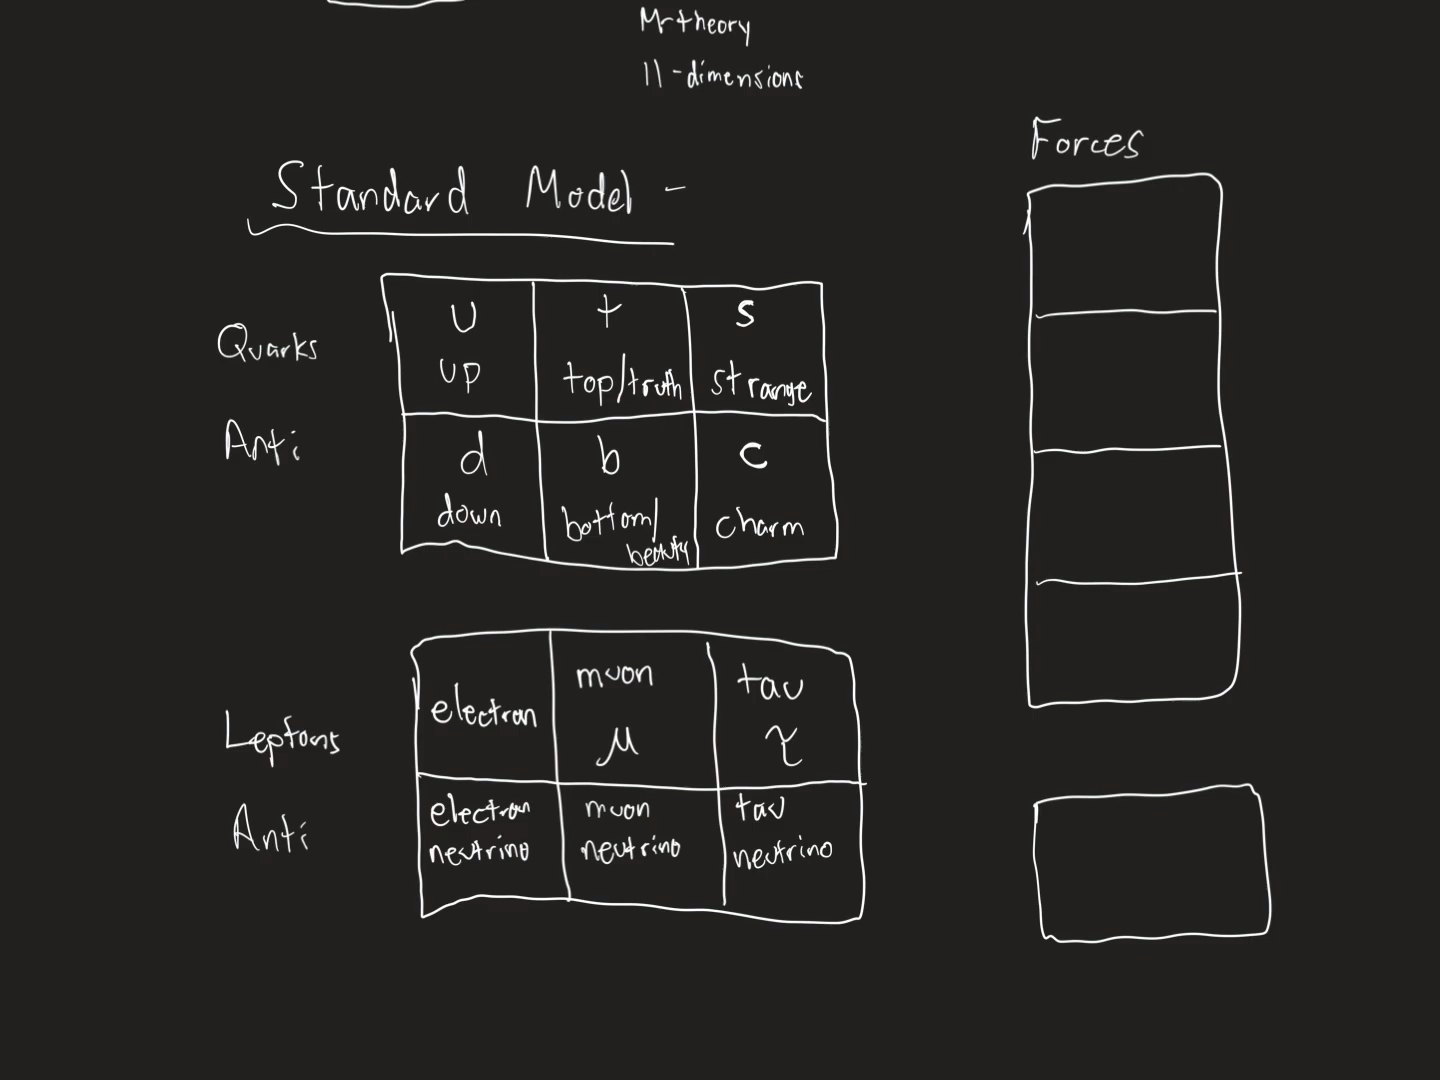 M-theory
11-dimensions
Forces
Standard Model -
Quarks
Anti
u
up
t
top/truth
s
strange
d
down
b
bottom/
beauty
c
charm
Leptons
Anti
electron
muon
μ
tau
τ
electron
neutrino
muon
neutrino
tau
neutrino